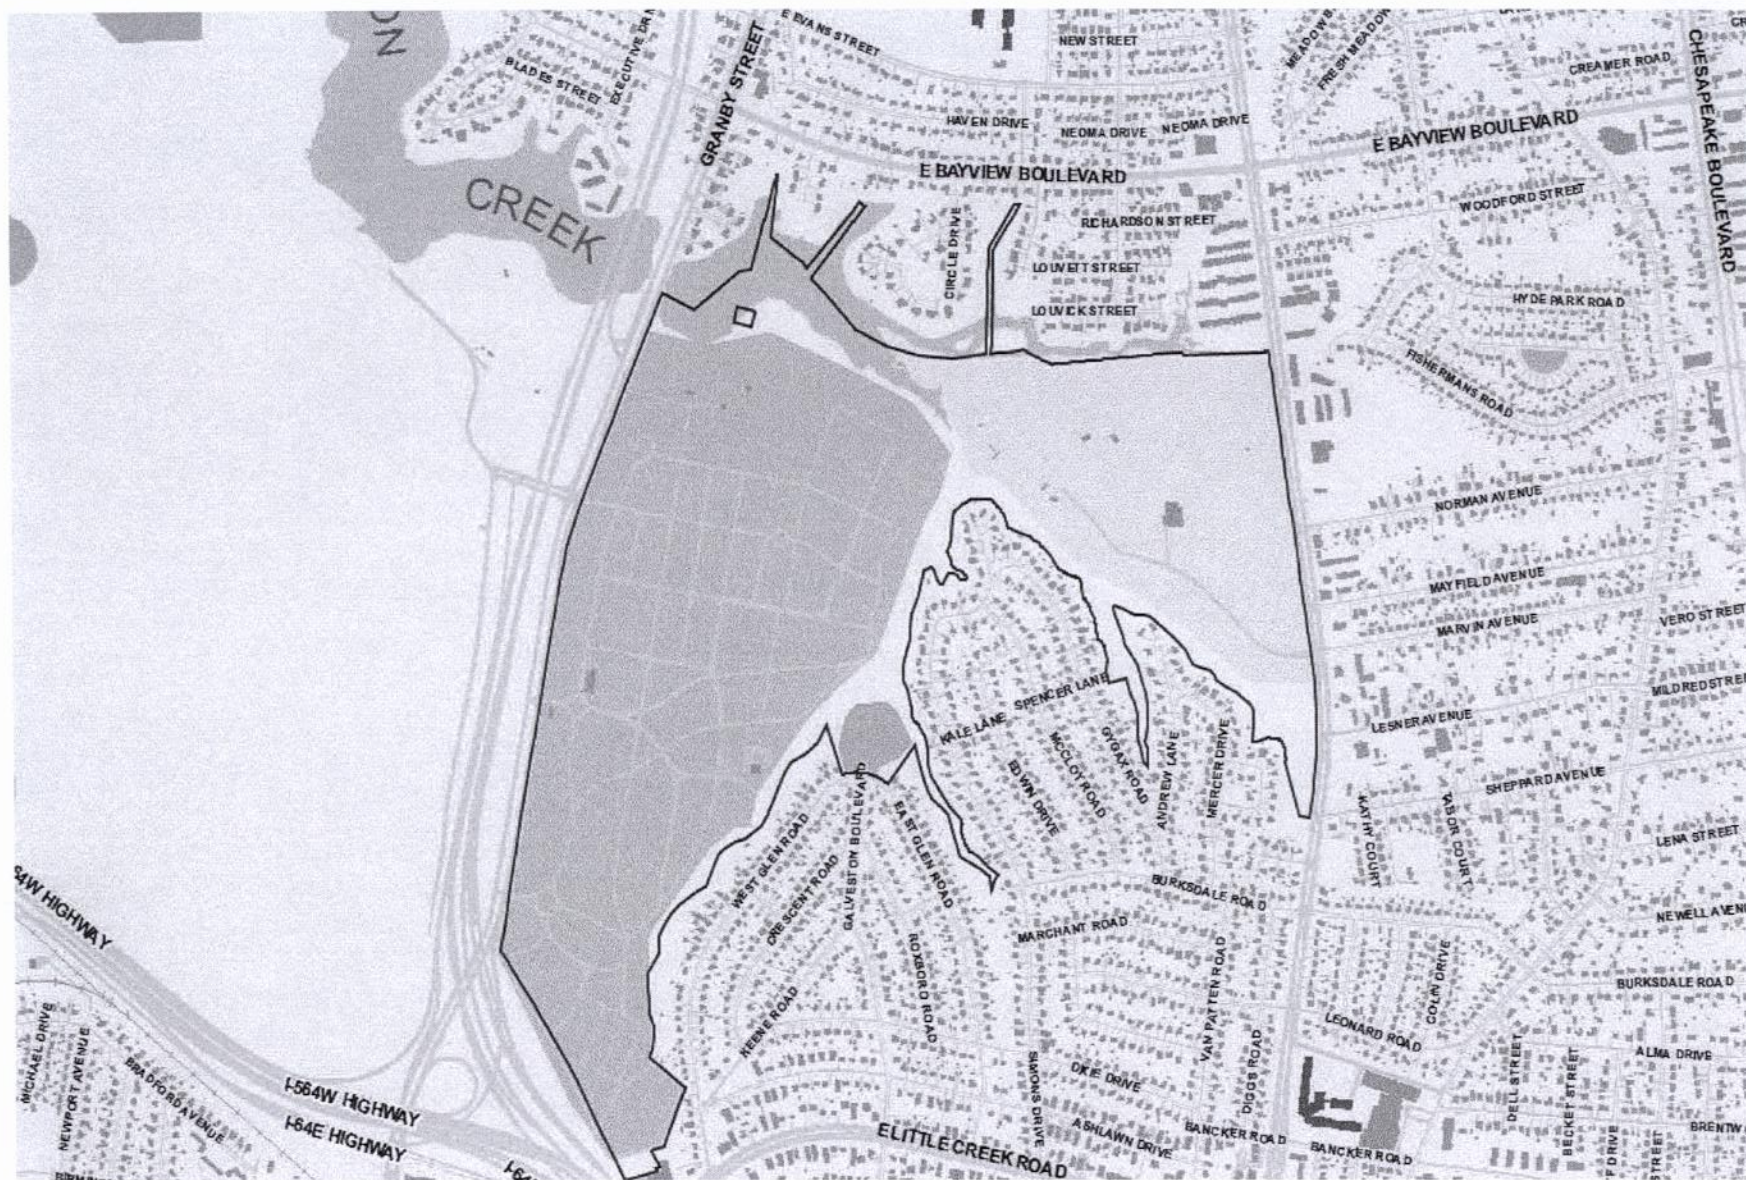 E EVANS STREET
NEW STREET
BLADES STREET
GRANBY STREET
CREAMER ROAD
CHESAPEAKE BOULEVARD
HAVEN DRIVE
NEOMA DRIVE
NEOMA DRIVE
E BAYVIEW BOULEVARD
E BAYVIEW BOULEVARD
CREEK
WOODFORD STREET
RICHARDSON STREET
CIRCLE DRIVE
LOUVETT STREET
LOUVICK STREET
HYDE PARK ROAD
FISHERMANS ROAD
NORMAN AVENUE
MAYFIELD AVENUE
MARVIN AVENUE
VERO STREET
KALE LANE
SPENCER LANE
LESNER AVENUE
GYGAX ROAD
MCCLOY ROAD
EDWIN DRIVE
ANDREW LANE
MERCER DRIVE
SHEPPARD AVENUE
KATHY COURT
TABOR COURT
LENA STREET
WEST GLEN ROAD
CRESCENT ROAD
GALVESTON BOULEVARD
EAST GLEN ROAD
BURKSDALE ROAD
MARCHANT ROAD
ROXBORO ROAD
KEENE ROAD
VAN PATTEN ROAD
COLIN DRIVE
BURKSDALE ROAD
64W HIGHWAY
MICHAEL DRIVE
NEWPORT AVENUE
BRADFORD AVENUE
I-564W HIGHWAY
I-64E HIGHWAY
LEONARD ROAD
ALMA DRIVE
DIGGS ROAD
SIMONS DRIVE
DELL STREET
BECKET STREET
ASHLAWN DRIVE
BANCKER ROAD
BANCKER ROAD
E LITTLE CREEK ROAD